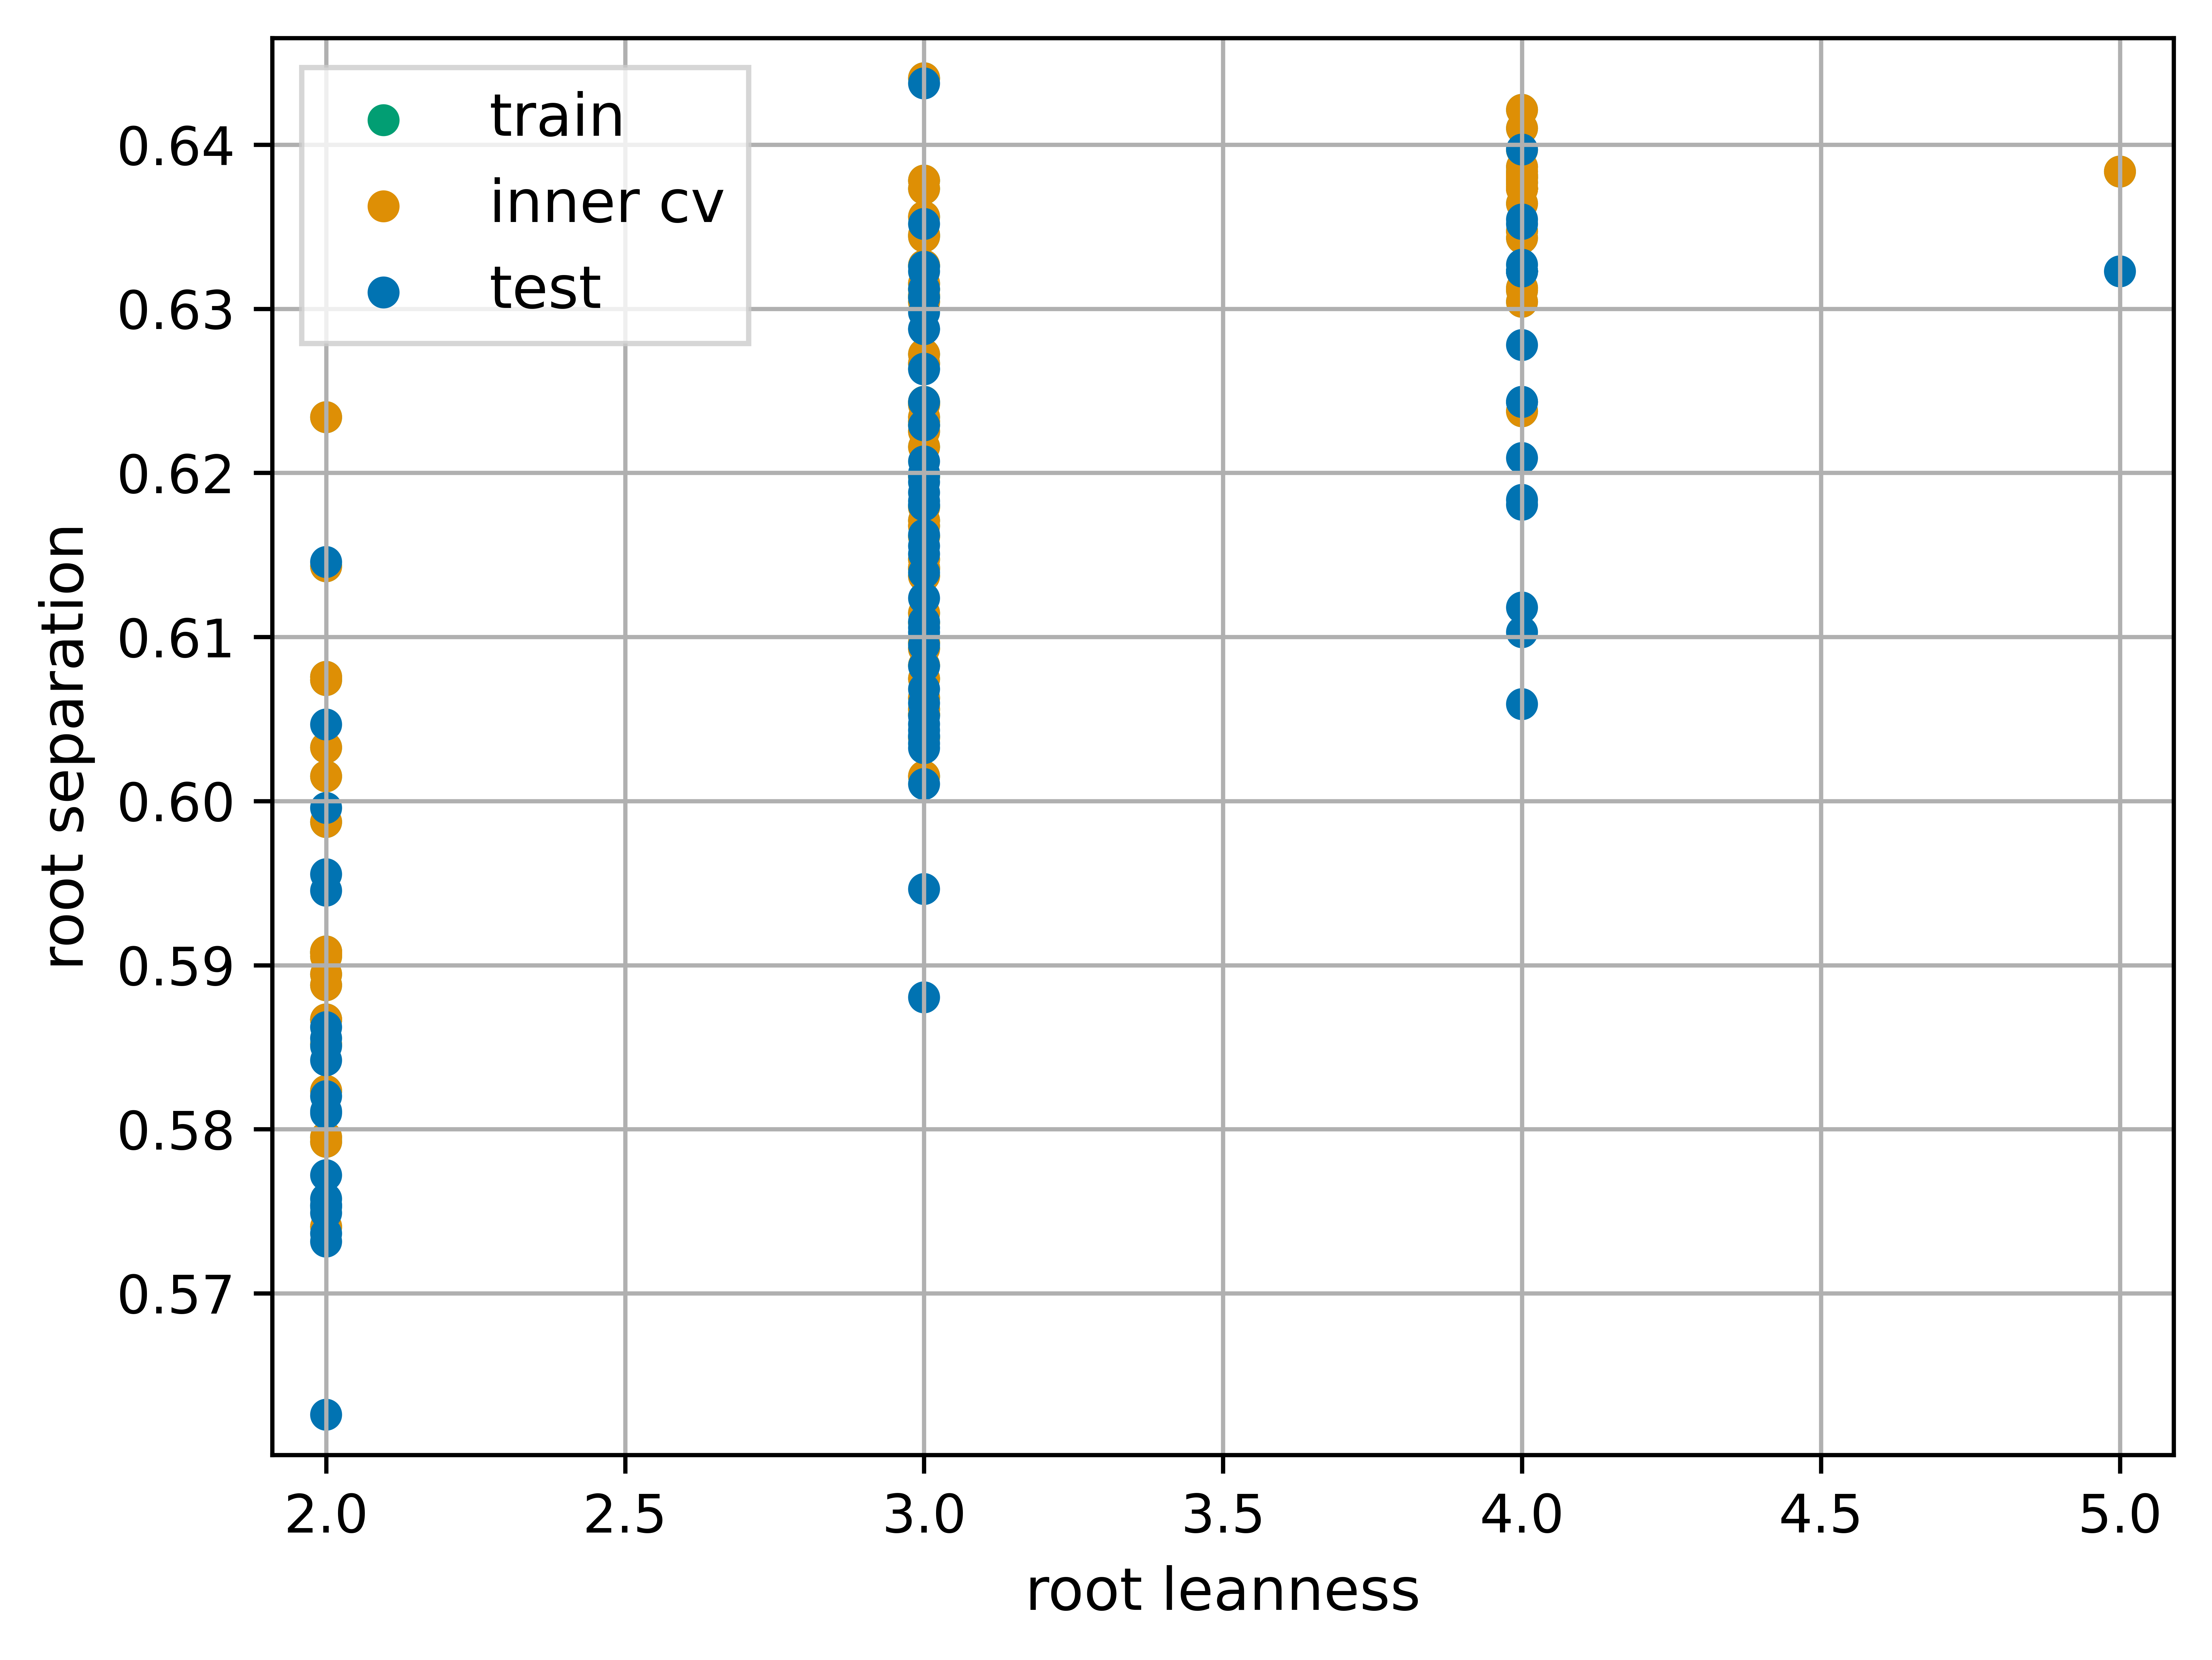 train
inner cv
test
0.64
0.63
0.62
0.61
0.60
0.59
0.58
0.57
root separation
2.0 2.5 3.0 3.5 4.0 4.5 5.0
root leanness